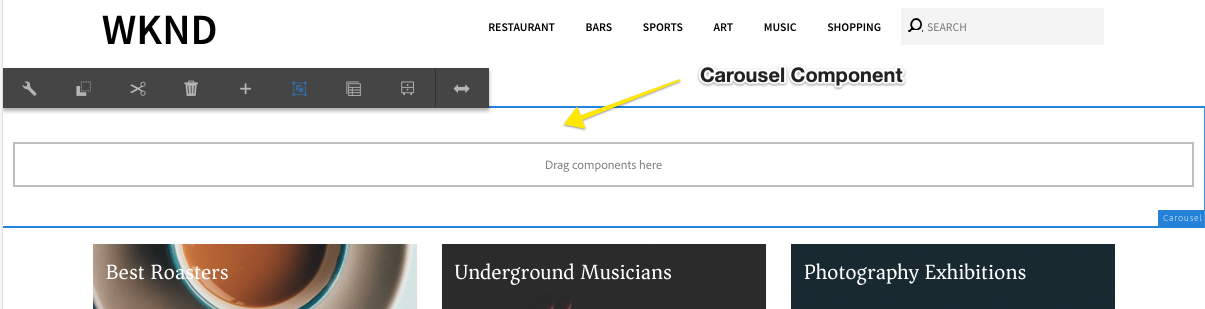 WKND
RESTAURANT BARS SPORTS ART MUSIC SHOPPING SEARCH
Carousel Component
Drag components here
Carousel
Best Roasters
Underground Musicians
Photography Exhibitions